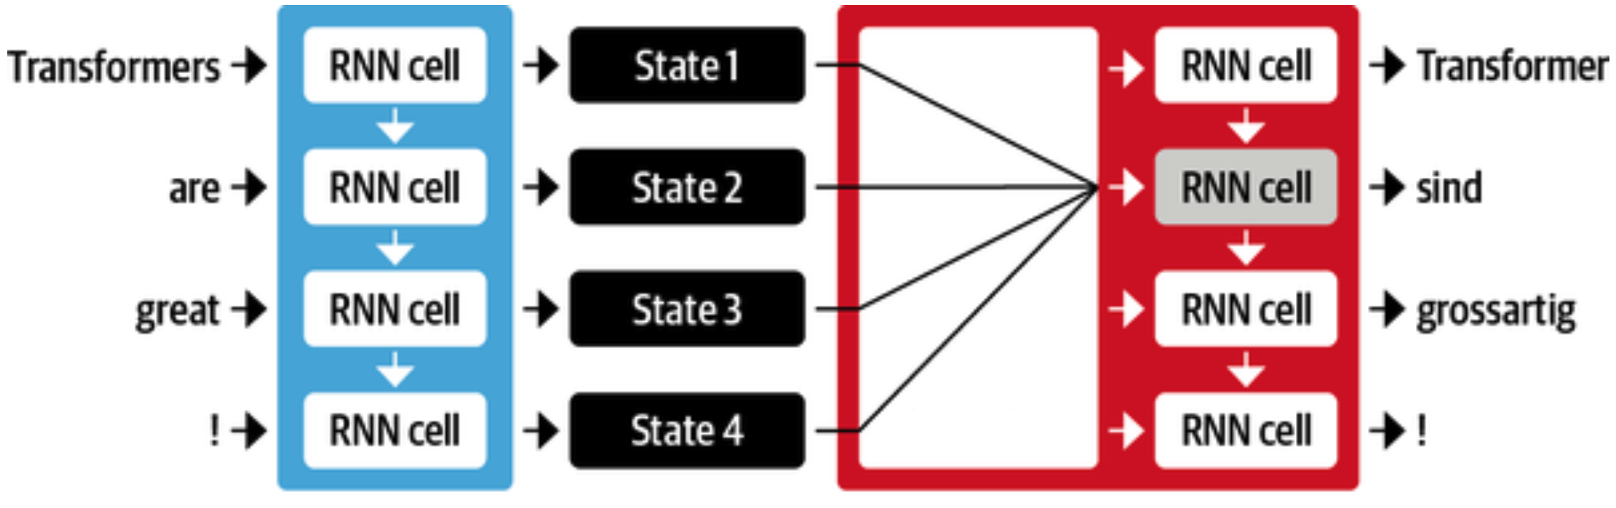 Transformers RNN cell State 1 RNN cell Transformer
are RNN cell State 2 RNN cell sind
great RNN cell State 3 RNN cell grossartig
! RNN cell State 4 RNN cell !